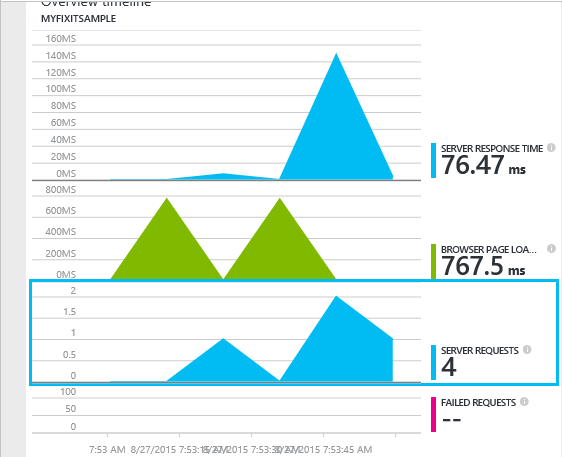 Overview timeline
MYFIXITSAMPLE
160MS
140MS
120MS
100MS
80MS
60MS
40MS
20MS
0MS
SERVER RESPONSE TIME
76.47 ms
800MS
600MS
400MS
200MS
0MS
BROWSER PAGE LOA...
767.5 ms
2
1.5
1
0.5
0
SERVER REQUESTS
4
100
50
0
FAILED REQUESTS
--
7:53 AM 8/27/2015 7:53:15 8/27/2015 7:53:30 8/27/2015 7:53:45 AM